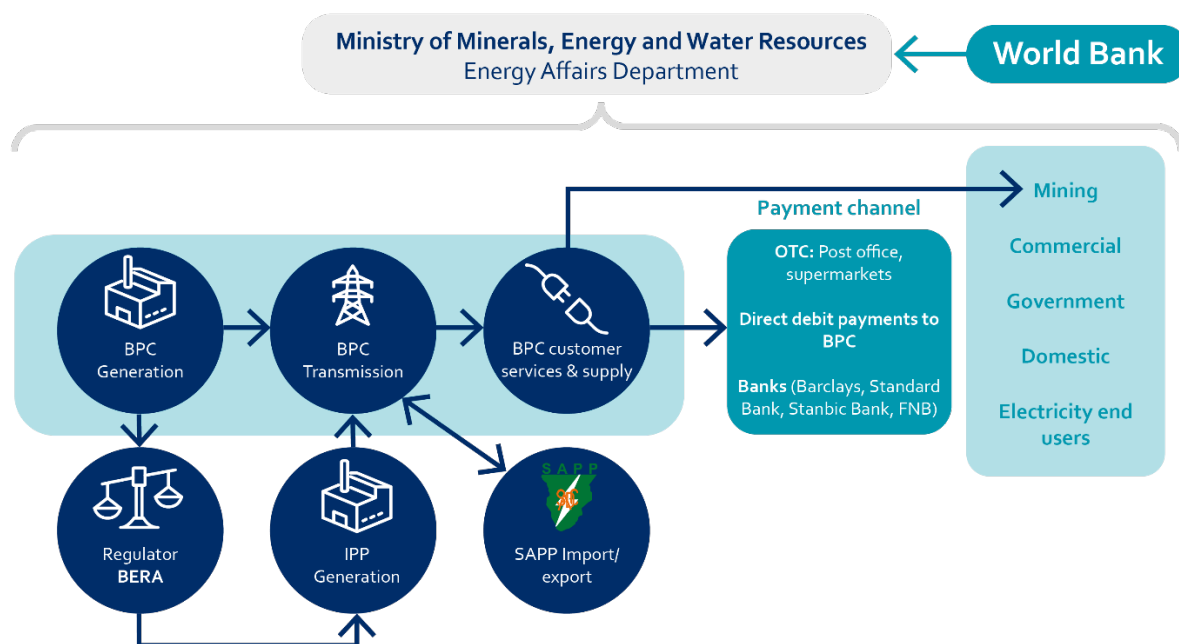 Ministry of Minerals, Energy and Water Resources
Energy Affairs Department
World Bank
Payment channel
Mining
Commercial
Government
Domestic
Electricity end
users
OTC: Post office,
supermarkets
Direct debit payments to
BPC
Banks (Barclays, Standard
Bank, Stanbic Bank, FNB)
BPC
Generation
BPC
Transmission
BPC customer
services & supply
Regulator
BERA
IPP
Generation
SAPP
SAPP Import/
export